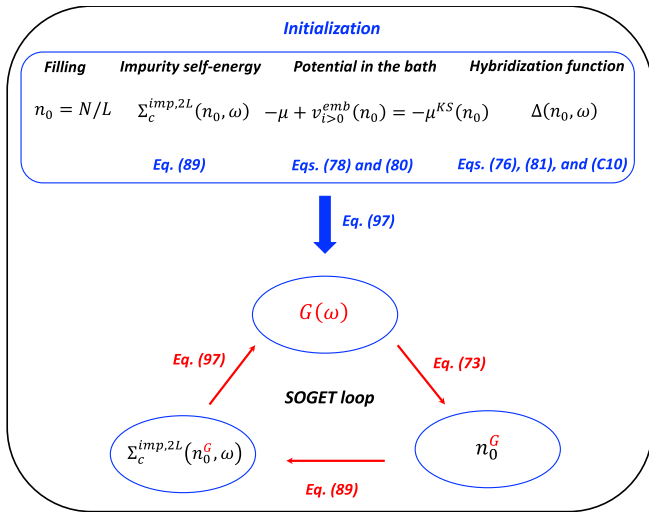 Initialization
Filling Impurity self-energy Potential in the bath Hybridization function
n₀ = N/L Σ_c^{imp,2L}(n₀, ω) −μ + v_{i>0}^{emb}(n₀) = −μ^{KS}(n₀) Δ(n₀, ω)
Eq. (89) Eqs. (78) and (80) Eqs. (76), (81), and (C10)
Eq. (97)
G(ω)
Eq. (97) Eq. (73)
SOGET loop
Σ_c^{imp,2L}(n₀^G, ω) n₀^G
Eq. (89)